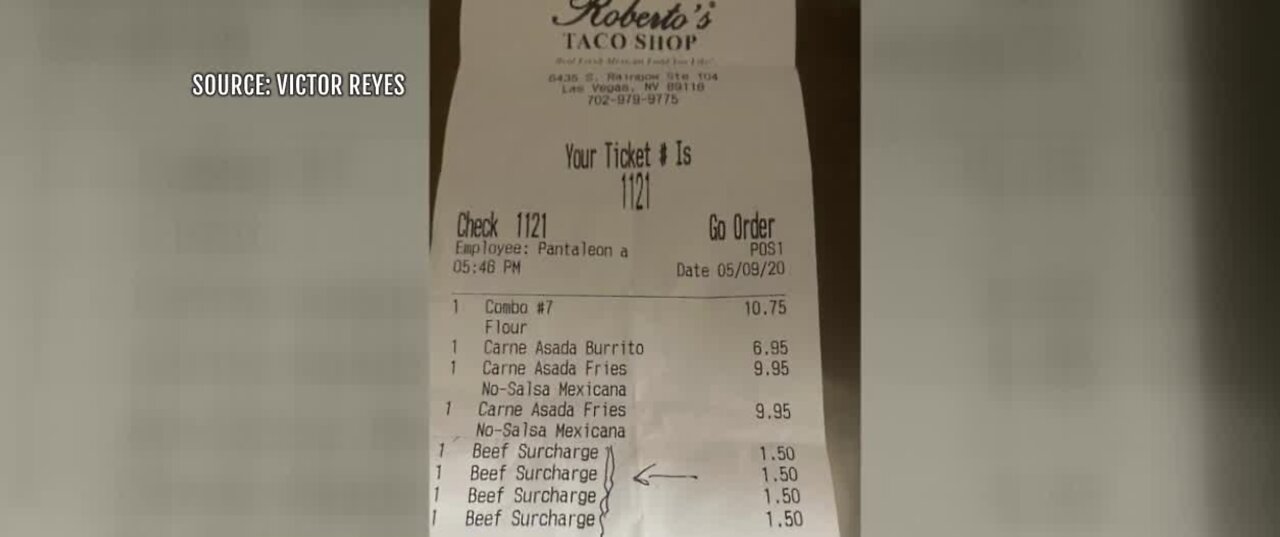 SOURCE: VICTOR REYES
Roberto's
TACO SHOP
6435 S. Rainbow Ste 104
Las Vegas, NV 89118
702-979-9775
Your Ticket # Is
1121
Check 1121 Go Order
Employee: Pantaleon a POS1
05:46 PM Date 05/09/20
1 Combo #7 10.75
Flour
1 Carne Asada Burrito 6.95
1 Carne Asada Fries 9.95
No-Salsa Mexicana
1 Carne Asada Fries 9.95
No-Salsa Mexicana
1 Beef Surcharge 1.50
1 Beef Surcharge 1.50
1 Beef Surcharge 1.50
1 Beef Surcharge 1.50